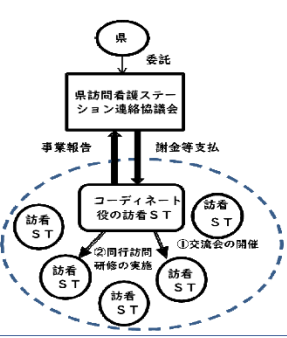 県
委託
県訪問看護ステー
ション連絡協議会
事業報告
謝金等支払
コーディネート
役の訪看ST
訪看
ST
訪看
ST
①交流会の開催
②同行訪問
研修の実施
訪看
ST
訪看
ST
訪看
ST